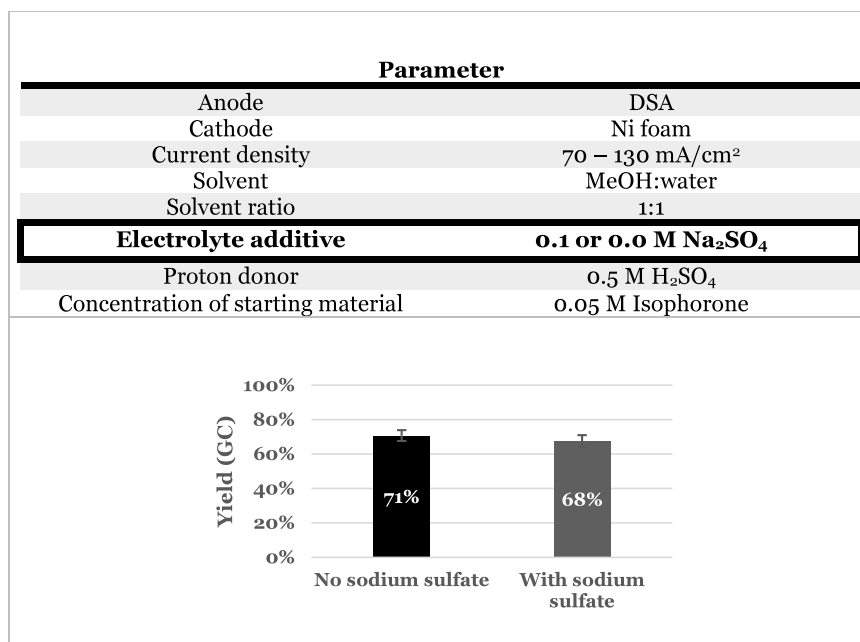 Parameter
Anode DSA
Cathode Ni foam
Current density 70 – 130 mA/cm²
Solvent MeOH:water
Solvent ratio 1:1
Electrolyte additive 0.1 or 0.0 M Na₂SO₄
Proton donor 0.5 M H₂SO₄
Concentration of starting material 0.05 M Isophorone
100%
80%
60%
40%
20%
0%
Yield (GC)
71%
68%
No sodium sulfate
With sodium
sulfate